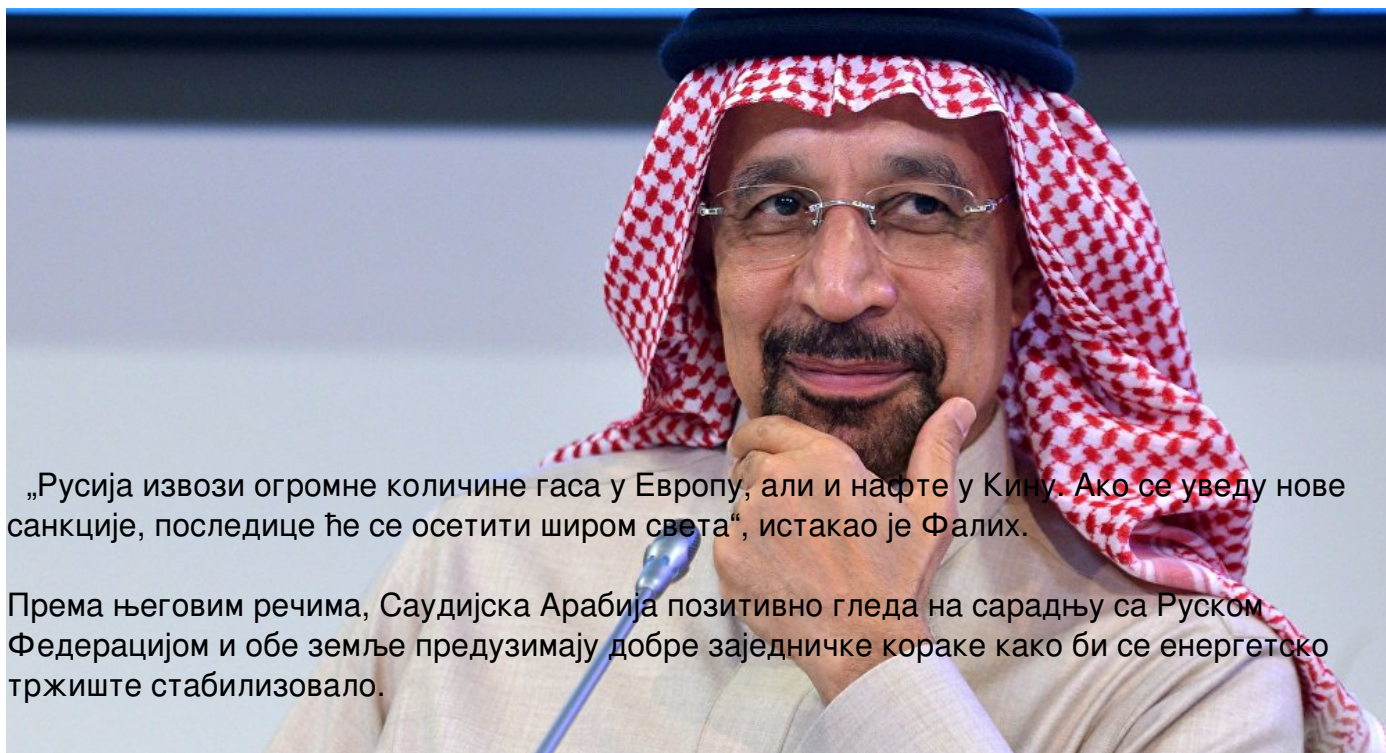 „Русија извози огромне количине гаса у Европу, али и нафте у Кину. Ако се уведу нове
санкције, последице ће се осетити широм света“, истакао је Фалих.
Према његовим речима, Саудијска Арабија позитивно гледа на сарадњу са Руском
Федерацијом и обе земље предузимају добре заједничке кораке како би се енергетско
тржиште стабилизовало.